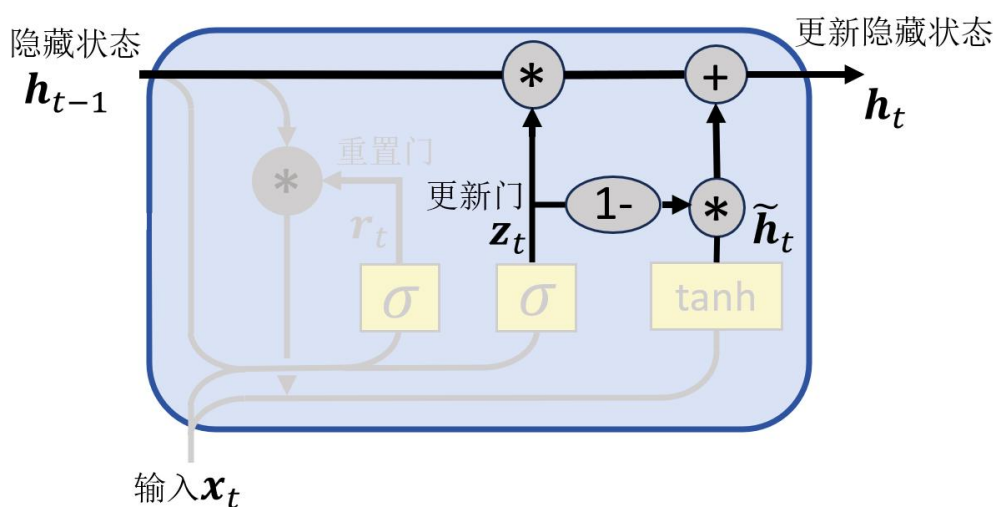 隐藏状态
h_{t-1}
更新隐藏状态
h_t
*
+
重置门
*
r_t
更新门
z_t
1-
*
h̃_t
σ
σ
tanh
输入x_t